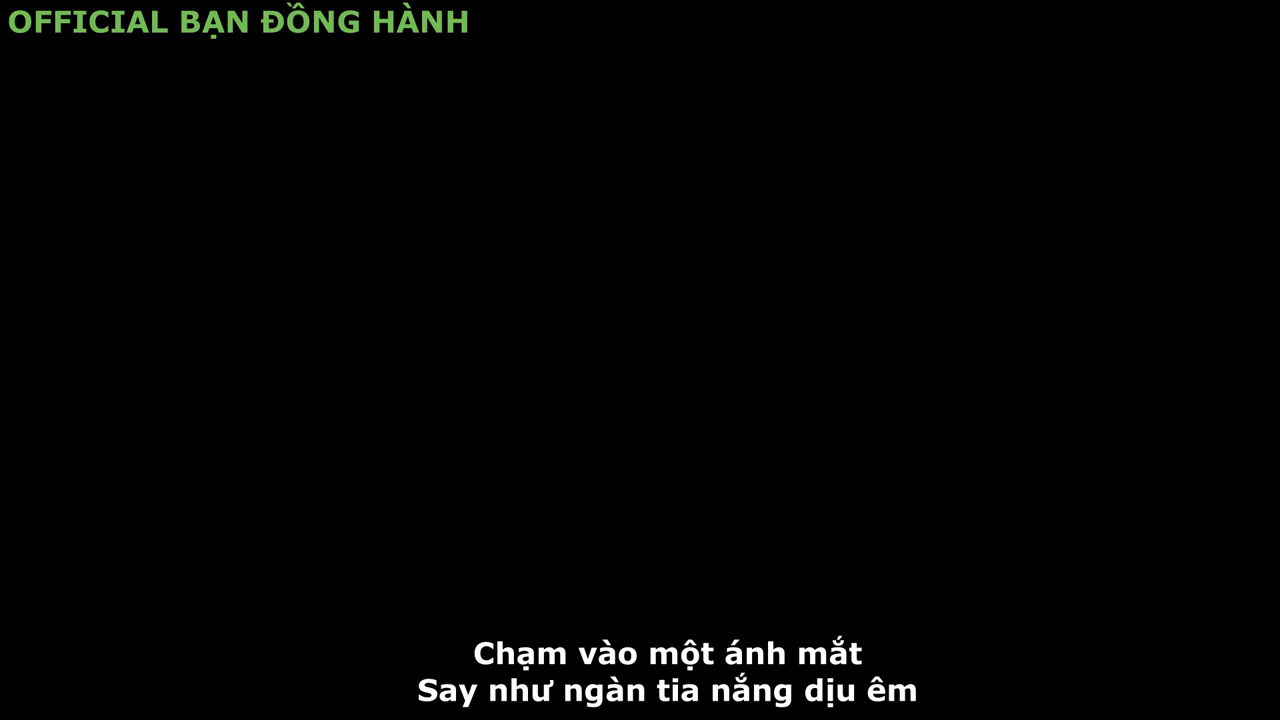 OFFICIAL BẠN ĐỒNG HÀNH
Chạm vào một ánh mắt
Say như ngàn tia nắng dịu êm